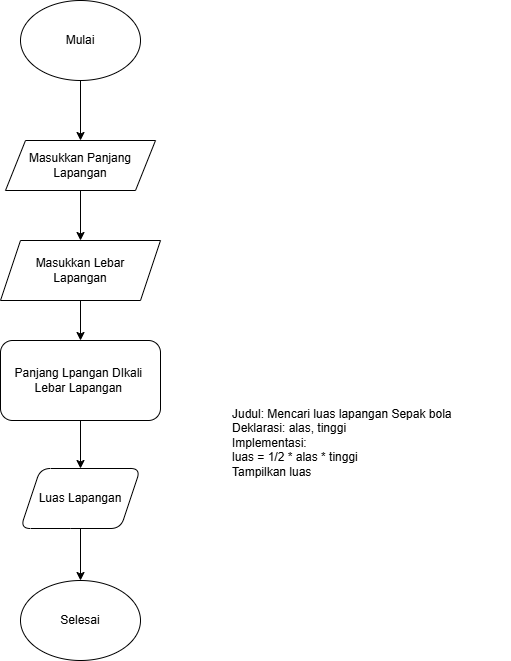 Mulai
Masukkan Panjang
Lapangan
Masukkan Lebar
Lapangan
Panjang Lpangan DIkali
Lebar Lapangan
Luas Lapangan
Selesai
Judul: Mencari luas lapangan Sepak bola
Deklarasi: alas, tinggi
Implementasi:
luas = 1/2 * alas * tinggi
Tampilkan luas